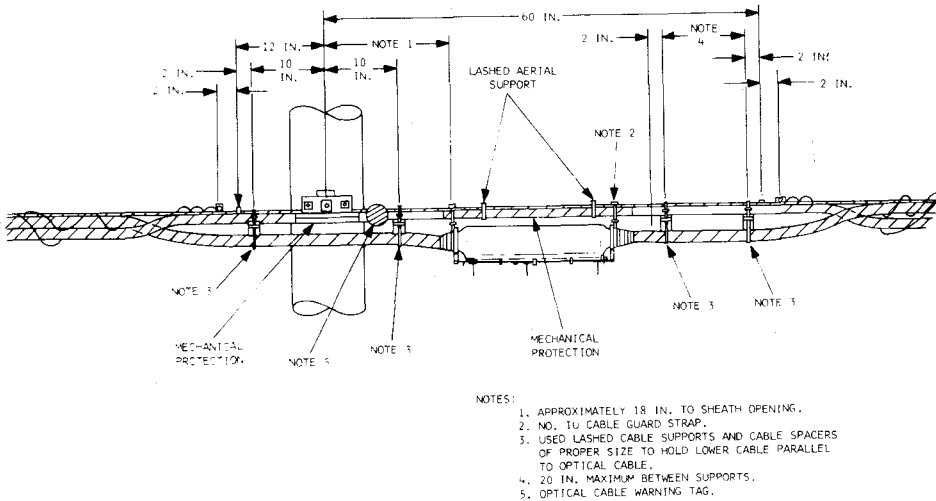 60 IN.
NOTE
4
2 IN.
12 IN.
NOTE 1
2 IN.
10
IN.
10
IN.
2 IN.
2 IN.
2 IN.
LASHED AERIAL
SUPPORT
NOTE 2
NOTE 3
MECHANICAL
PROTECTION
NOTE 5
NOTE 3
MECHANICAL
PROTECTION
NOTE 3
NOTE 3
NOTES:
1. APPROXIMATELY 18 IN. TO SHEATH OPENING.
2. NO. IU CABLE GUARD STRAP.
3. USED LASHED CABLE SUPPORTS AND CABLE SPACERS
OF PROPER SIZE TO HOLD LOWER CABLE PARALLEL
TO OPTICAL CABLE.
4. 20 IN. MAXIMUM BETWEEN SUPPORTS.
5. OPTICAL CABLE WARNING TAG.